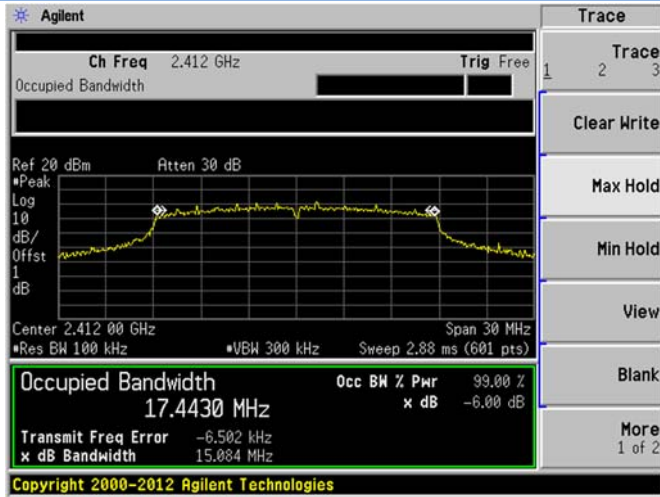 Agilent
Trace
Ch Freq 2.412 GHz Trig Free
Occupied Bandwidth
Trace
1 2 3
Clear Write
Max Hold
Min Hold
View
Blank
More
1 of 2
Ref 20 dBm Atten 30 dB
#Peak
Log
10
dB/
Offst
1
dB
Center 2.412 00 GHz Span 30 MHz
#Res BW 100 kHz #VBW 300 kHz Sweep 2.88 ms (601 pts)
Occupied Bandwidth Occ BW % Pwr 99.00 %
17.4430 MHz x dB -6.00 dB
Transmit Freq Error -6.502 kHz
x dB Bandwidth 15.084 MHz
Copyright 2000-2012 Agilent Technologies